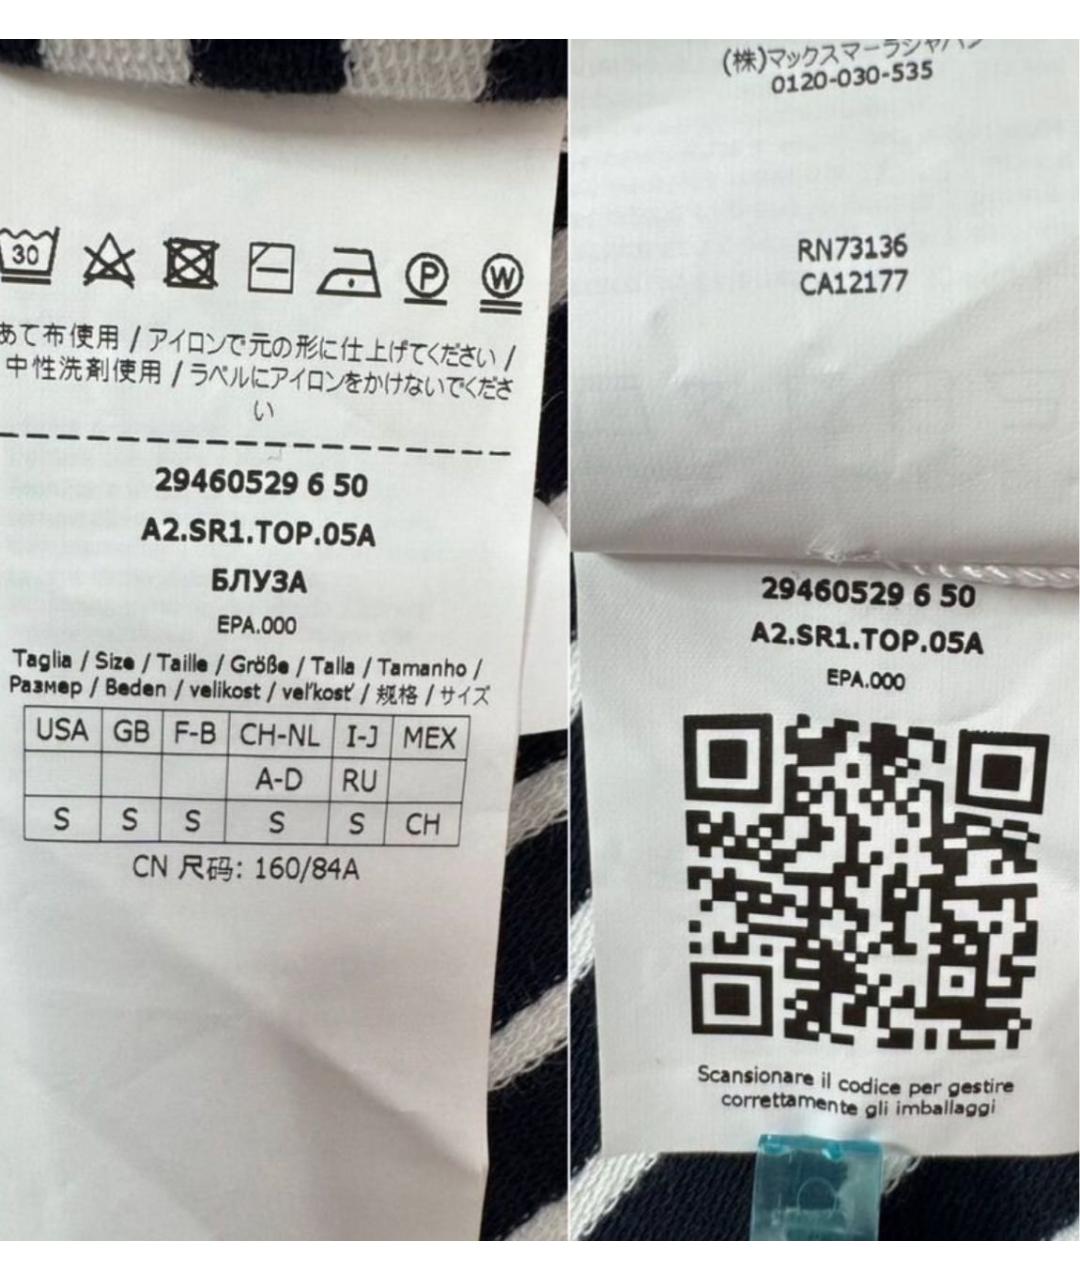 30
P
W
あて布使用 / アイロンで元の形に仕上げてください /
中性洗剤使用 / ラベルにアイロンをかけないでくださ
い
29460529 6 50
A2.SR1.TOP.05A
БЛУЗА
EPA.000
Taglia / Size / Taille / Größe / Talla / Tamanho /
Размер / Beden / velikost / veľkosť / 规格 / サイズ
USA GB F-B CH-NL I-J MEX
A-D RU
S S S S S CH
CN 尺码: 160/84A
(株)マックスマーラジャパン
0120-030-535
RN73136
CA12177
29460529 6 50
A2.SR1.TOP.05A
EPA.000
Scansionare il codice per gestire
correttamente gli imballaggi